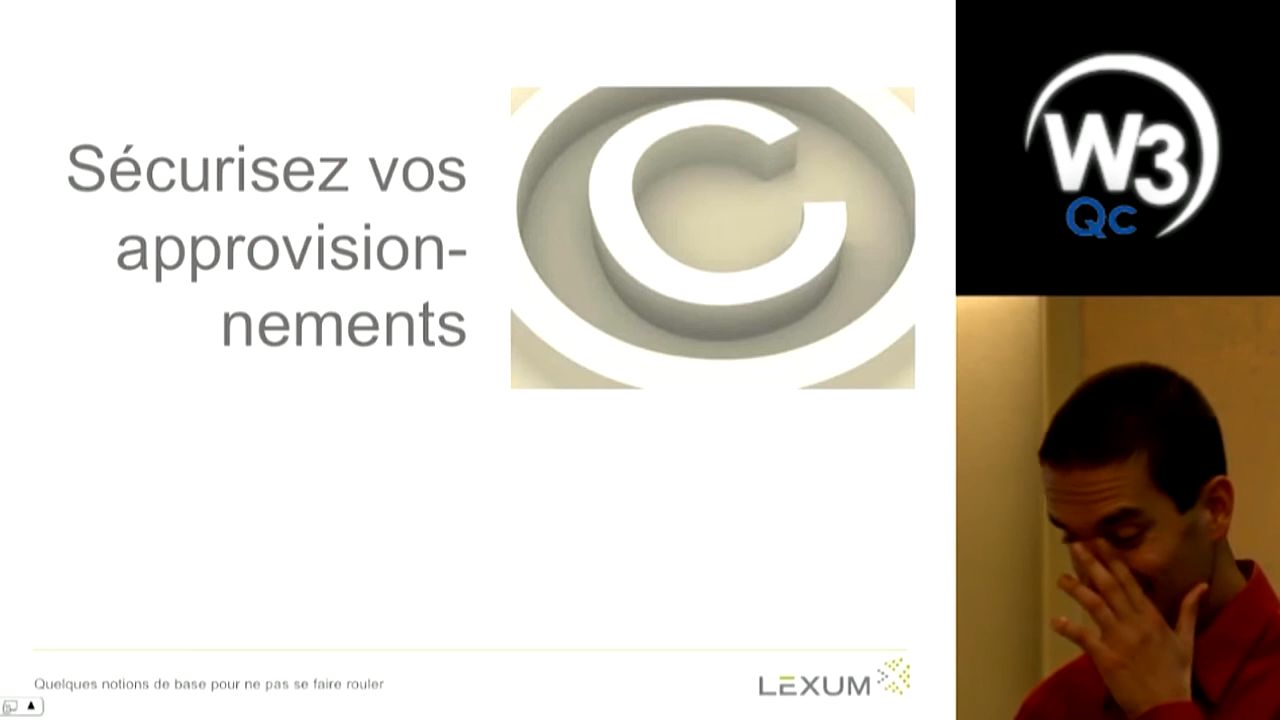 Sécurisez vos
approvision-
nements
Quelques notions de base pour ne pas se faire rouler
LEXUM
W3
Qc